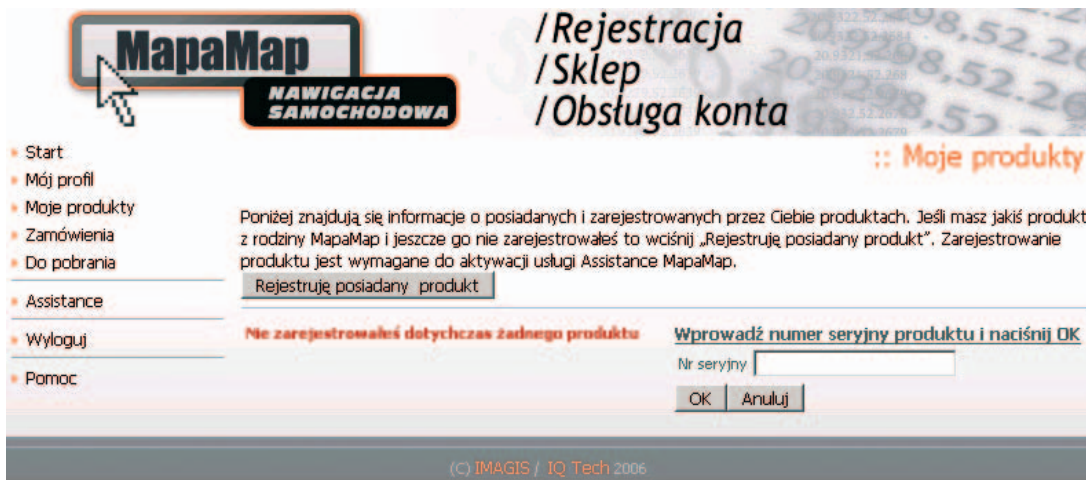 MapaMap
NAWIGACJA
SAMOCHODOWA
/Rejestracja
/Sklep
/Obsługa konta
Start
Mój profil
Moje produkty
Zamówienia
Do pobrania
Assistance
Wyloguj
Pomoc
:: Moje produkty
Poniżej znajdują się informacje o posiadanych i zarejestrowanych przez Ciebie produktach. Jeśli masz jakiś produkt
z rodziny MapaMap i jeszcze go nie zarejestrowałeś to wciśnij „Rejestruję posiadany produkt”. Zarejestrowanie
produktu jest wymagane do aktywacji usługi Assistance MapaMap.
Rejestruję posiadany produkt
Nie zarejestrowałeś dotychczas żadnego produktu
Wprowadź numer seryjny produktu i naciśnij OK
Nr seryjny
OK Anuluj
(C) IMAGIS / IQ Tech 2006